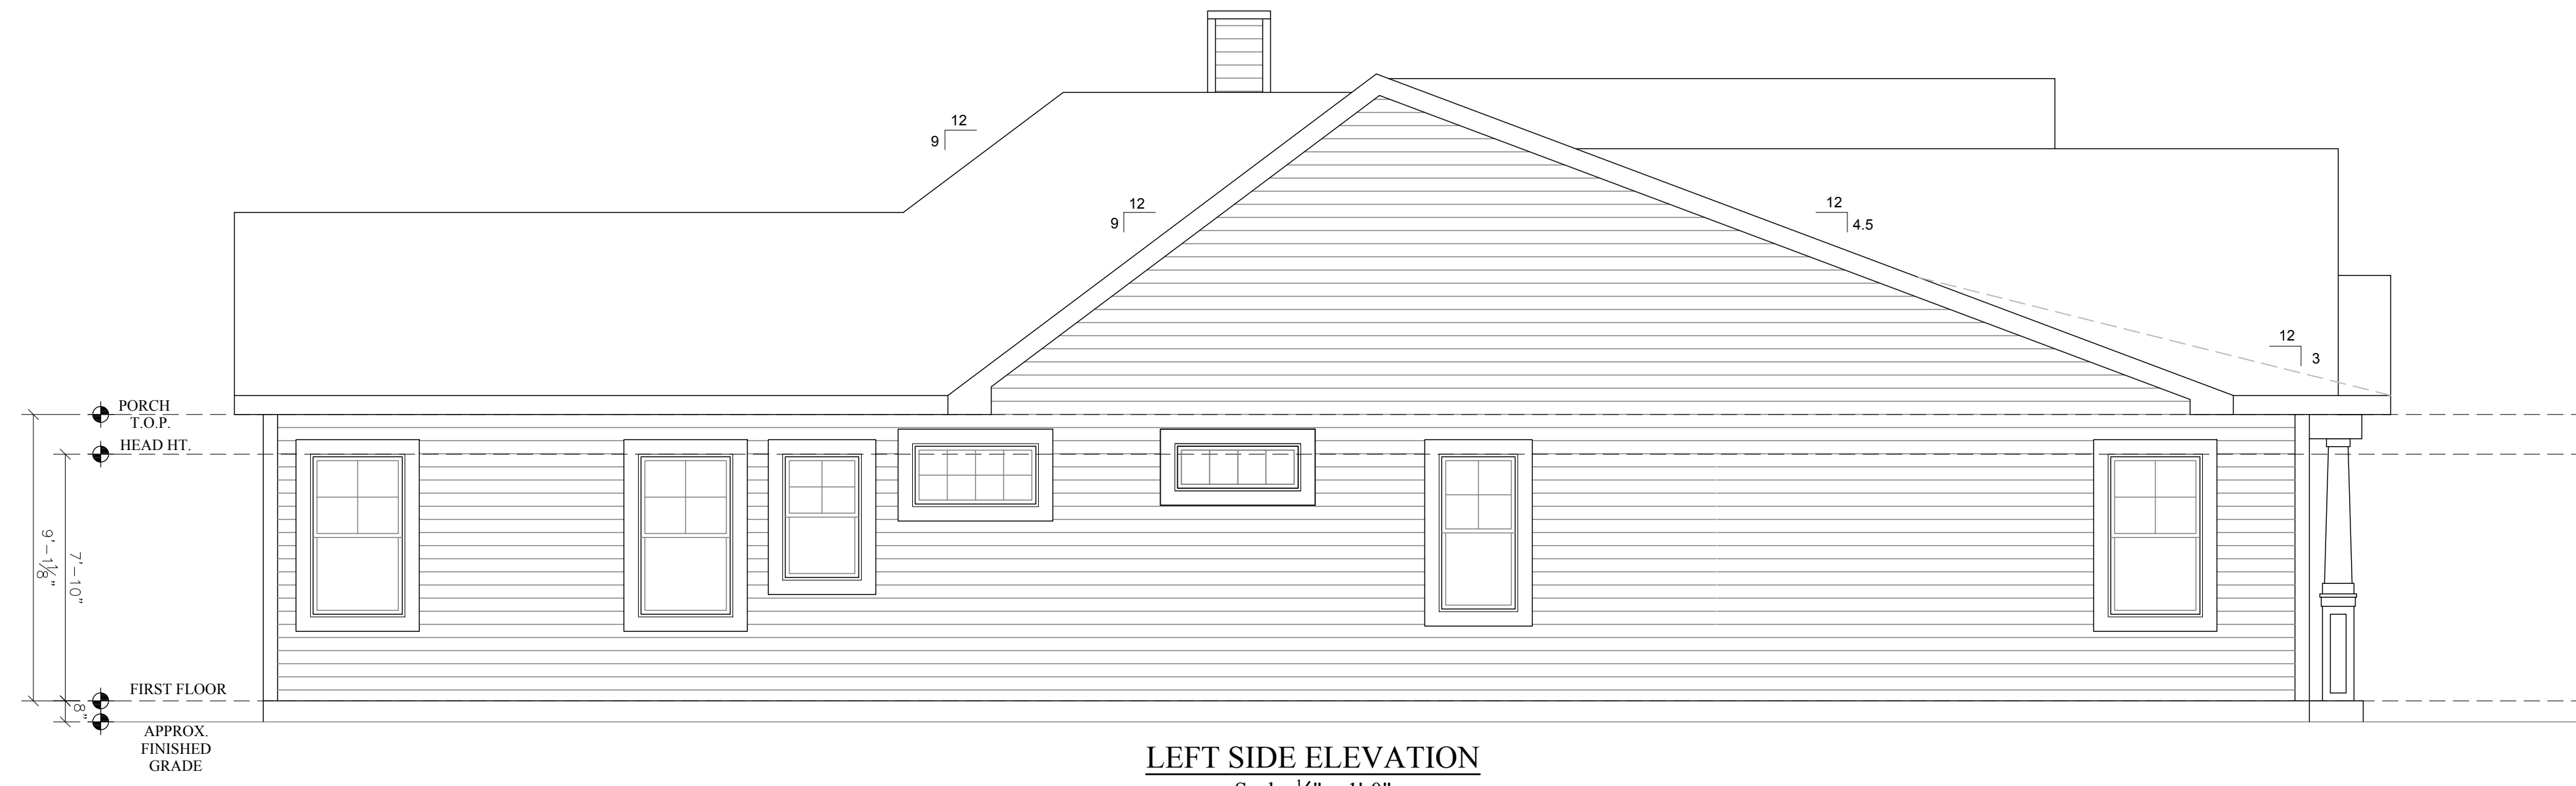 12
9
12
9
12
4.5
12
3
PORCH
T.O.P.
HEAD HT.
9'-1⅛"
7'-10"
FIRST FLOOR
8"
APPROX.
FINISHED
GRADE
LEFT SIDE ELEVATION